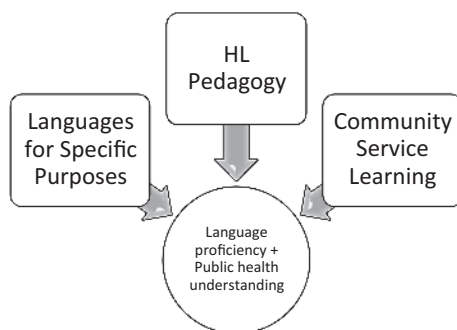 HL
Pedagogy
Languages
for Specific
Purposes
Community
Service
Learning
Language
proficiency +
Public health
understanding